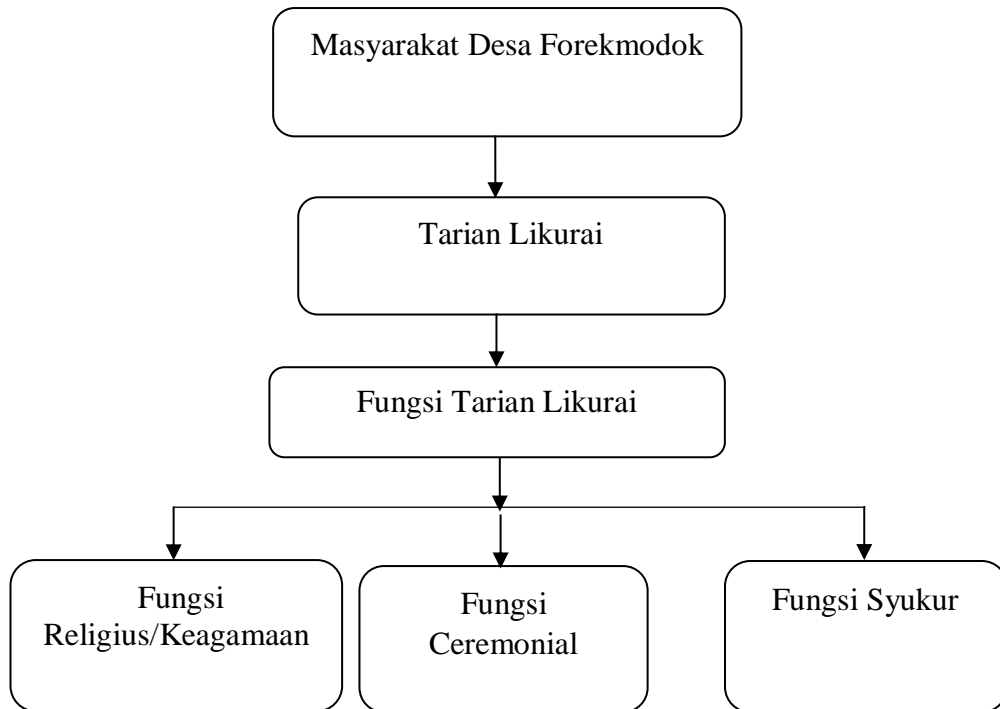 Masyarakat Desa Forekmodok
Tarian Likurai
Fungsi Tarian Likurai
Fungsi
Religius/Keagamaan
Fungsi
Ceremonial
Fungsi Syukur